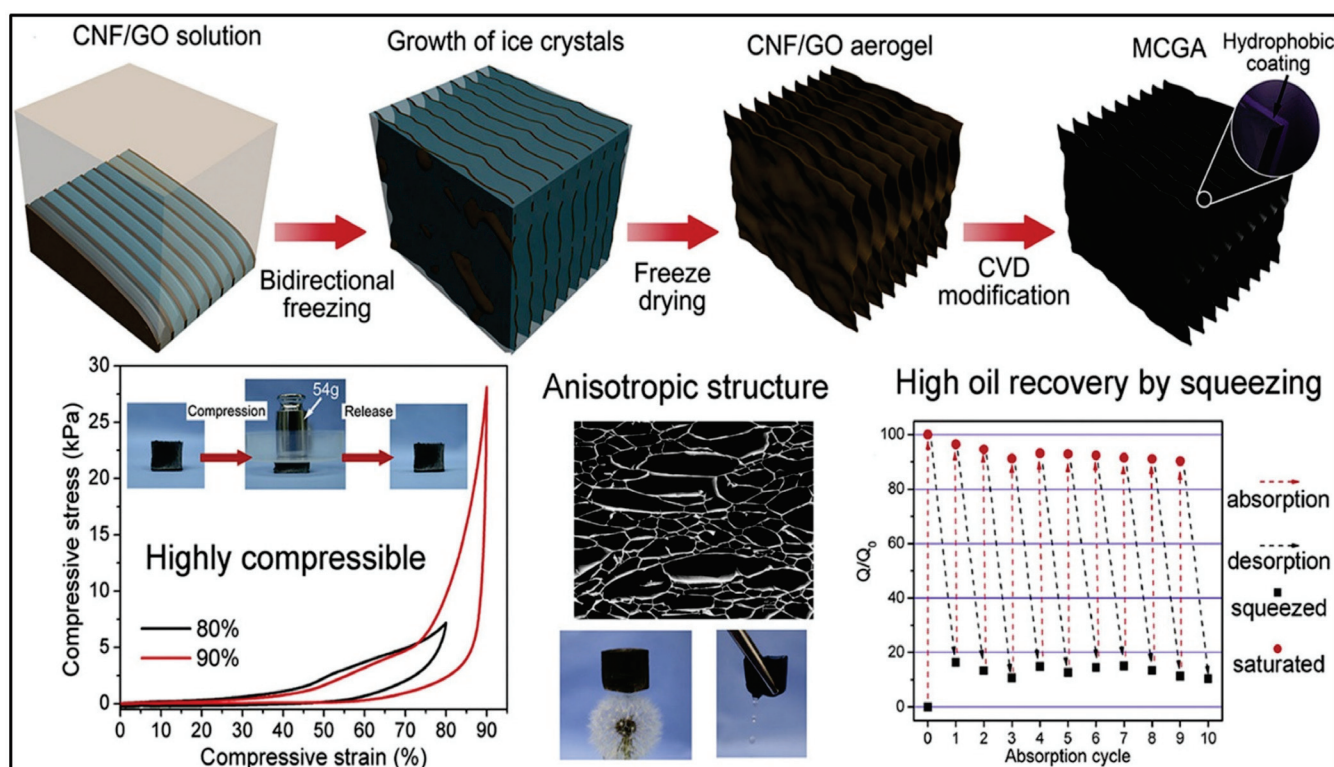 CNF/GO solution
Growth of ice crystals
CNF/GO aerogel
MCGA
Hydrophobic
coating
Bidirectional
freezing
Freeze
drying
CVD
modification
30
25
20
15
10
5
0
Compressive stress (kPa)
54g
Compression
Release
Highly compressible
80%
90%
0 10 20 30 40 50 60 70 80 90
Compressive strain (%)
Anisotropic structure
High oil recovery by squeezing
100
80
60
40
20
0
Q/Q₀
absorption
desorption
squeezed
saturated
0 1 2 3 4 5 6 7 8 9 10
Absorption cycle